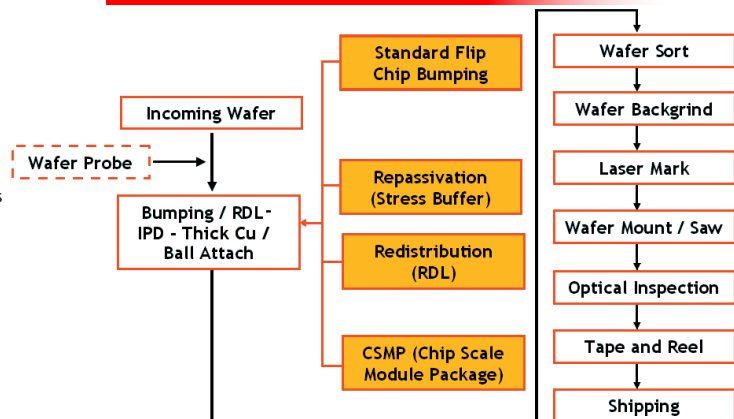 Incoming Wafer
Wafer Probe
s
Bumping / RDL-
IPD - Thick Cu /
Ball Attach
Standard Flip
Chip Bumping
Repassivation
(Stress Buffer)
Redistribution
(RDL)
CSMP (Chip Scale
Module Package)
Wafer Sort
Wafer Backgrind
Laser Mark
Wafer Mount / Saw
Optical Inspection
Tape and Reel
Shipping